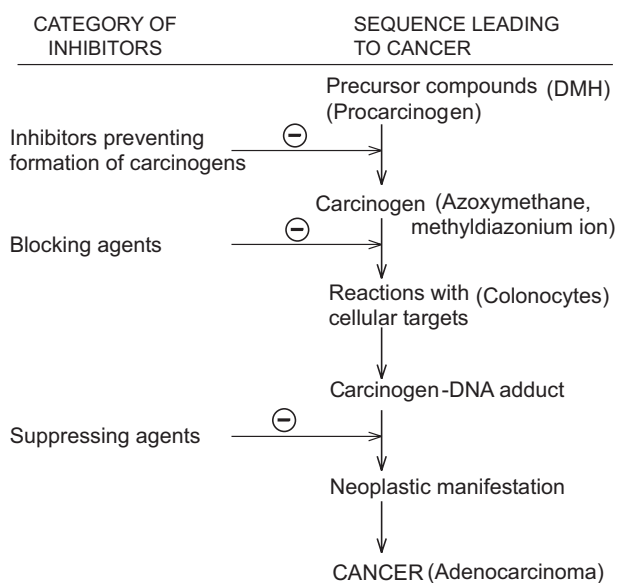 CATEGORY OF
INHIBITORS
SEQUENCE LEADING
TO CANCER
Precursor compounds (DMH)
(Procarcinogen)
Inhibitors preventing
formation of carcinogens
Carcinogen (Azoxymethane,
methyldiazonium ion)
Blocking agents
Reactions with (Colonocytes)
cellular targets
Carcinogen-DNA adduct
Suppressing agents
Neoplastic manifestation
CANCER (Adenocarcinoma)